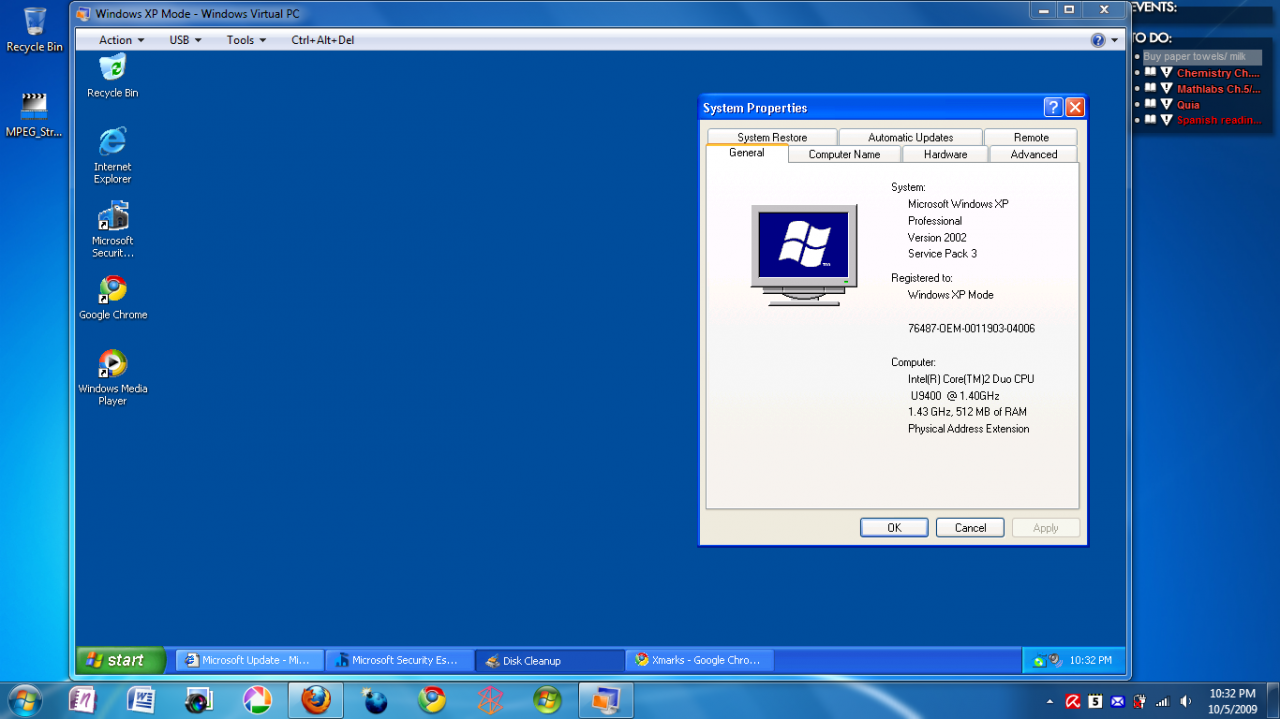 Recycle Bin
MPEG_Str...
Windows XP Mode - Windows Virtual PC
Action USB Tools Ctrl+Alt+Del
Recycle Bin
Internet
Explorer
Microsoft
Securit...
Google Chrome
Windows Media
Player
System Properties
System Restore Automatic Updates Remote
General Computer Name Hardware Advanced
System:
Microsoft Windows XP
Professional
Version 2002
Service Pack 3
Registered to:
Windows XP Mode
76487-OEM-0011903-04006
Computer:
Intel(R) Core(TM)2 Duo CPU
U9400 @ 1.40GHz
1.43 GHz, 512 MB of RAM
Physical Address Extension
OK Cancel Apply
start Microsoft Update - Mi... Microsoft Security Es... Disk Cleanup Xmarks - Google Chro... 10:32 PM
EVENTS:
TO DO:
Buy paper towels/ milk
Chemistry Ch....
Mathlabs Ch.5/...
Quia
Spanish readin...
5
10:32 PM
10/5/2009